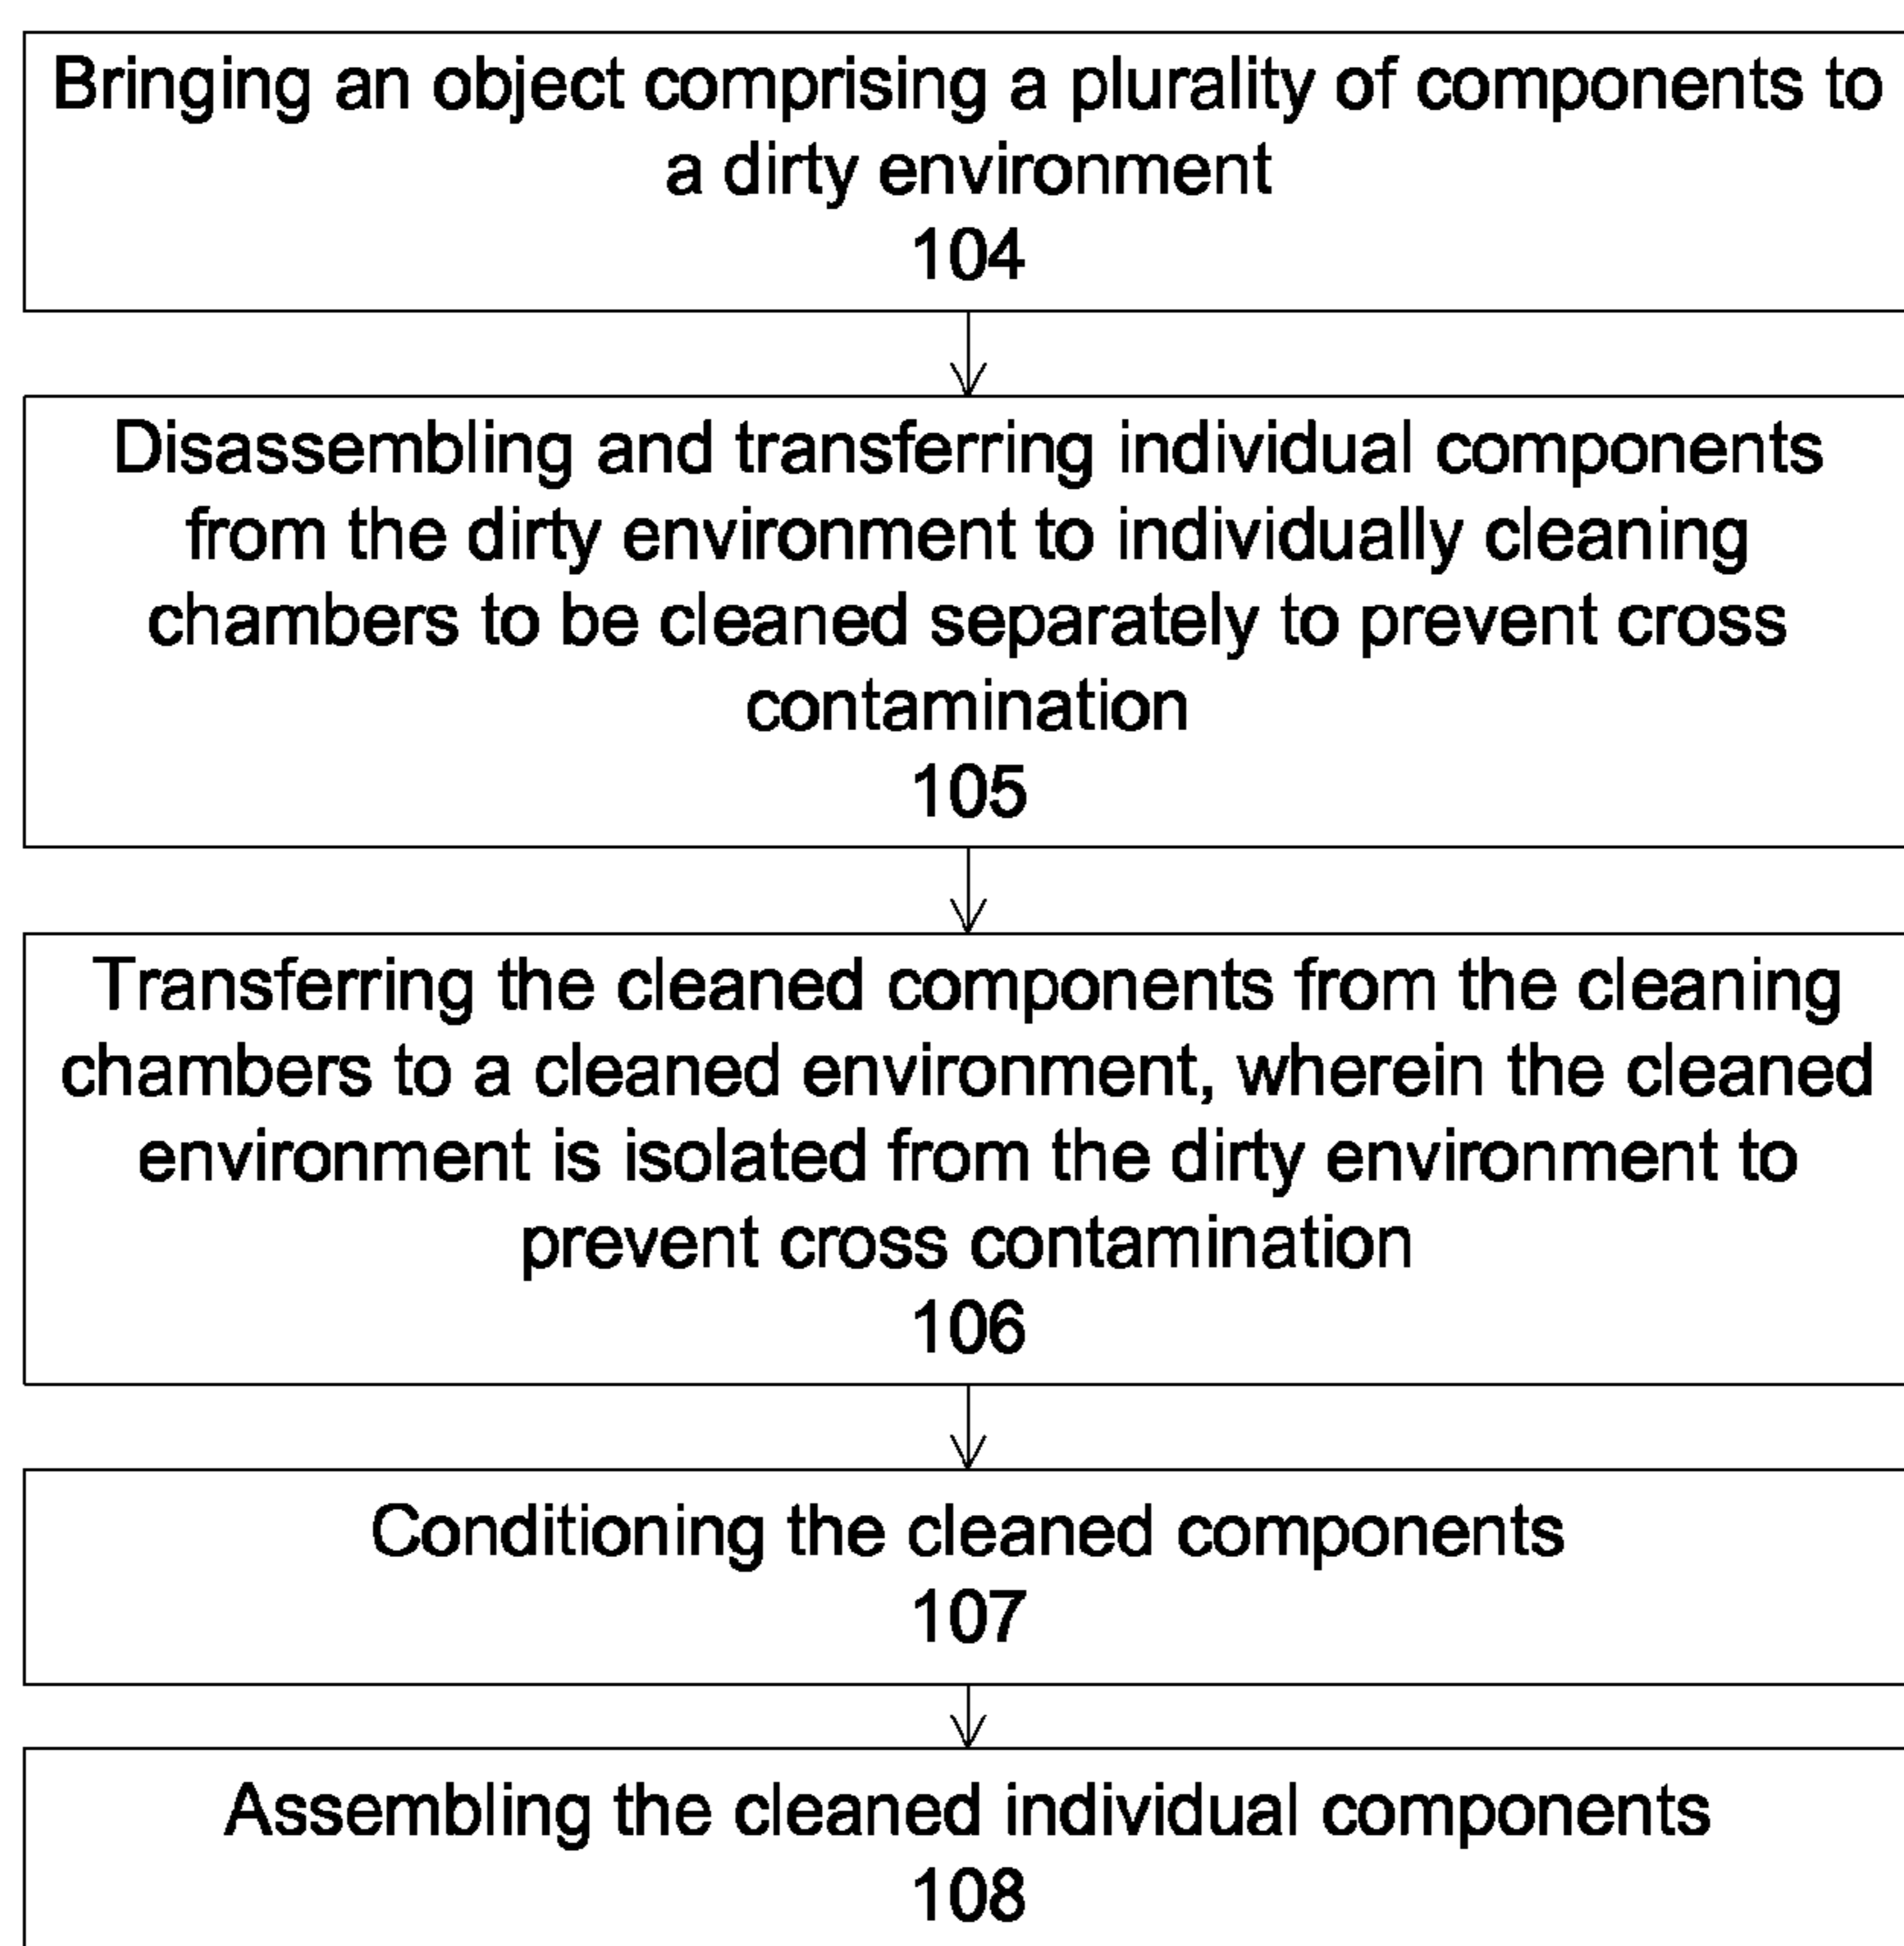 Bringing an object comprising a plurality of components to
a dirty environment
104
Disassembling and transferring individual components
from the dirty environment to individually cleaning
chambers to be cleaned separately to prevent cross
contamination
105
Transferring the cleaned components from the cleaning
chambers to a cleaned environment, wherein the cleaned
environment is isolated from the dirty environment to
prevent cross contamination
106
Conditioning the cleaned components
107
Assembling the cleaned individual components
108